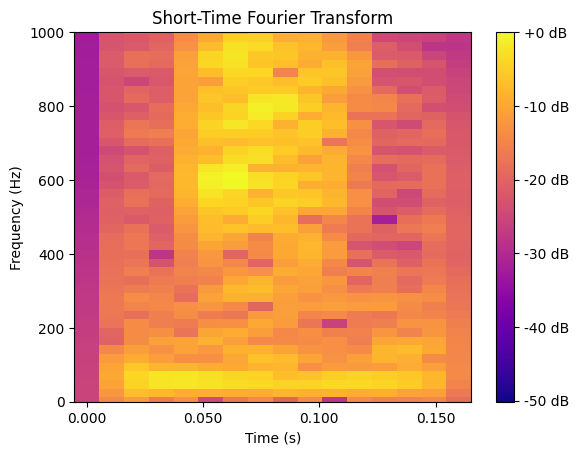 Short-Time Fourier Transform
1000
800
600
400
200
0
Frequency (Hz)
0.000
0.050
0.100
0.150
Time (s)
+0 dB
-10 dB
-20 dB
-30 dB
-40 dB
-50 dB